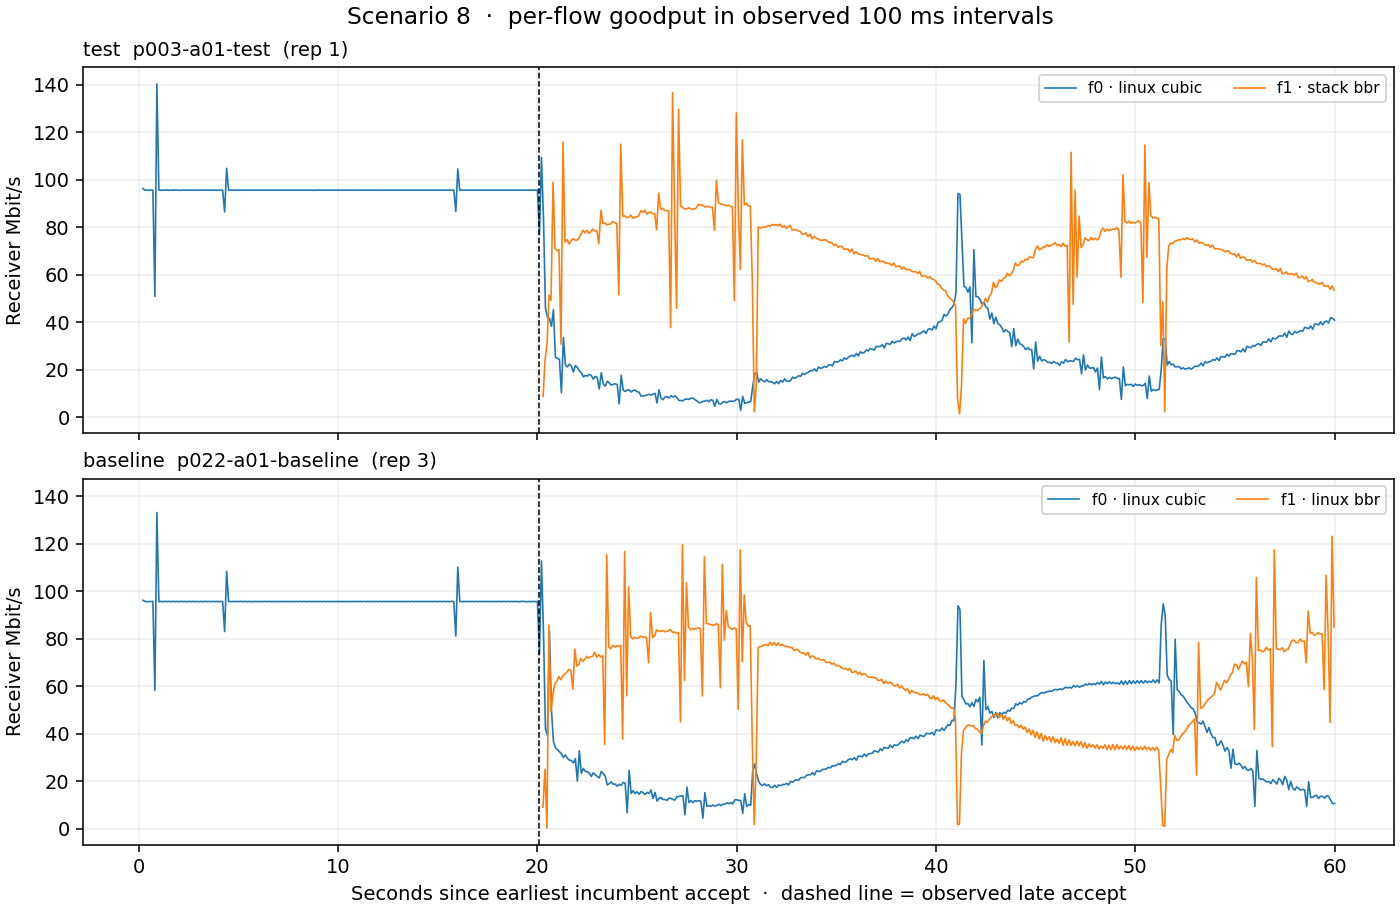 Scenario 8 · per-flow goodput in observed 100 ms intervals
test p003-a01-test (rep 1)
f0 · linux cubic
f1 · stack bbr
Receiver Mbit/s
140
120
100
80
60
40
20
0
baseline p022-a01-baseline (rep 3)
f0 · linux cubic
f1 · linux bbr
Receiver Mbit/s
140
120
100
80
60
40
20
0
0 10 20 30 40 50 60
Seconds since earliest incumbent accept · dashed line = observed late accept